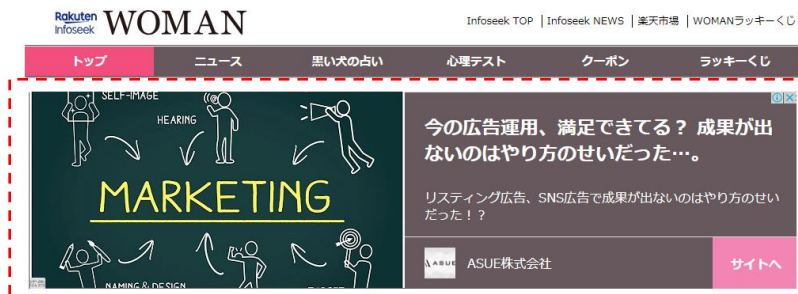 Rakuten
Infoseek WOMAN
Infoseek TOP | Infoseek NEWS | 楽天市場 | WOMANラッキーくじ
トップ
ニュース
黒い犬の占い
心理テスト
クーポン
ラッキーくじ
SELF-IMAGE
HEARING
MARKETING
NAMING & DESIGN
TARGET
広告
今の広告運用、満足できてる? 成果が出
ないのはやり方のせいだった…。
リスティング広告、SNS広告で成果が出ないのはやり方のせい
だった!?
ASUE
ASUE株式会社
サイトへ